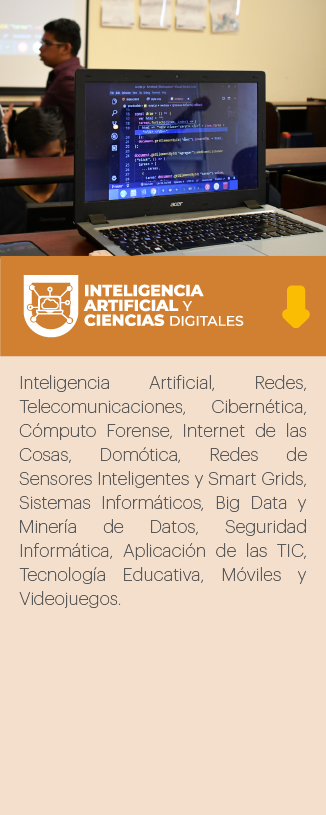 acer
INTELIGENCIA
ARTIFICIAL Y
CIENCIAS DIGITALES
Inteligencia Artificial, Redes,
Telecomunicaciones, Cibernética,
Cómputo Forense, Internet de las
Cosas, Domótica, Redes de
Sensores Inteligentes y Smart Grids,
Sistemas Informáticos, Big Data y
Minería de Datos, Seguridad
Informática, Aplicación de las TIC,
Tecnología Educativa, Móviles y
Videojuegos.